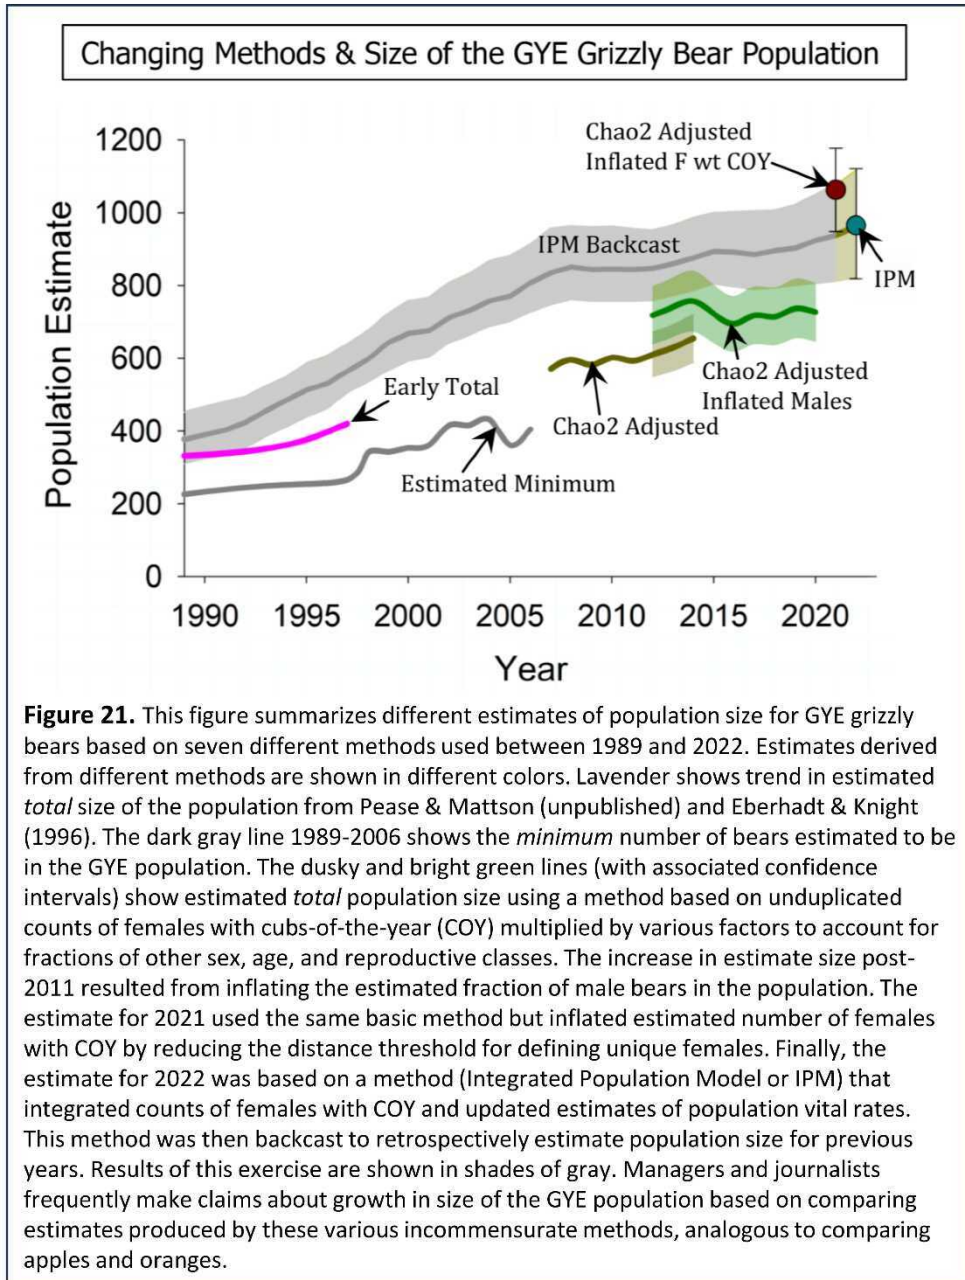 Changing Methods & Size of the GYE Grizzly Bear Population
Chao2 Adjusted
Inflated F wt COY
1200
1000
800
600
400
200
0
Population Estimate
IPM Backcast
IPM
Early Total
Chao2 Adjusted
Inflated Males
Chao2 Adjusted
Estimated Minimum
1990 1995 2000 2005 2010 2015 2020
Year
Figure 21. This figure summarizes different estimates of population size for GYE grizzly
bears based on seven different methods used between 1989 and 2022. Estimates derived
from different methods are shown in different colors. Lavender shows trend in estimated
total size of the population from Pease & Mattson (unpublished) and Eberhadt & Knight
(1996). The dark gray line 1989-2006 shows the minimum number of bears estimated to be
in the GYE population. The dusky and bright green lines (with associated confidence
intervals) show estimated total population size using a method based on unduplicated
counts of females with cubs-of-the-year (COY) multiplied by various factors to account for
fractions of other sex, age, and reproductive classes. The increase in estimate size post-
2011 resulted from inflating the estimated fraction of male bears in the population. The
estimate for 2021 used the same basic method but inflated estimated number of females
with COY by reducing the distance threshold for defining unique females. Finally, the
estimate for 2022 was based on a method (Integrated Population Model or IPM) that
integrated counts of females with COY and updated estimates of population vital rates.
This method was then backcast to retrospectively estimate population size for previous
years. Results of this exercise are shown in shades of gray. Managers and journalists
frequently make claims about growth in size of the GYE population based on comparing
estimates produced by these various incommensurate methods, analogous to comparing
apples and oranges.